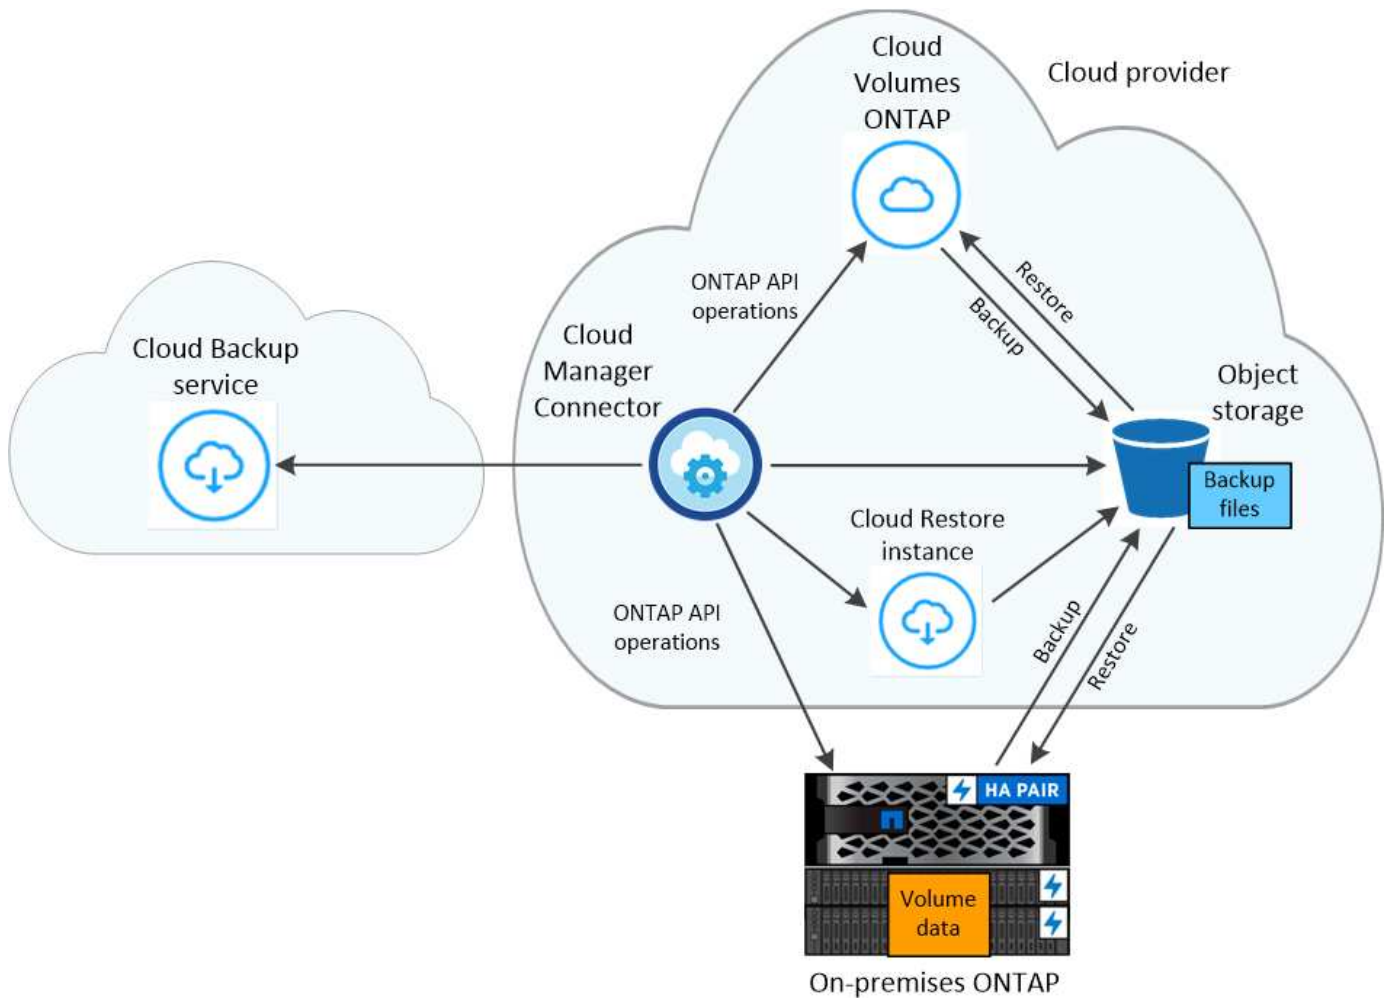 Cloud
Volumes
ONTAP
Cloud provider
ONTAP API
operations
Restore
Backup
Cloud
Manager
Connector
Cloud Backup
service
Object
storage
Backup
files
Cloud Restore
instance
ONTAP API
operations
Backup
Restore
HA PAIR
Volume
data
On-premises ONTAP